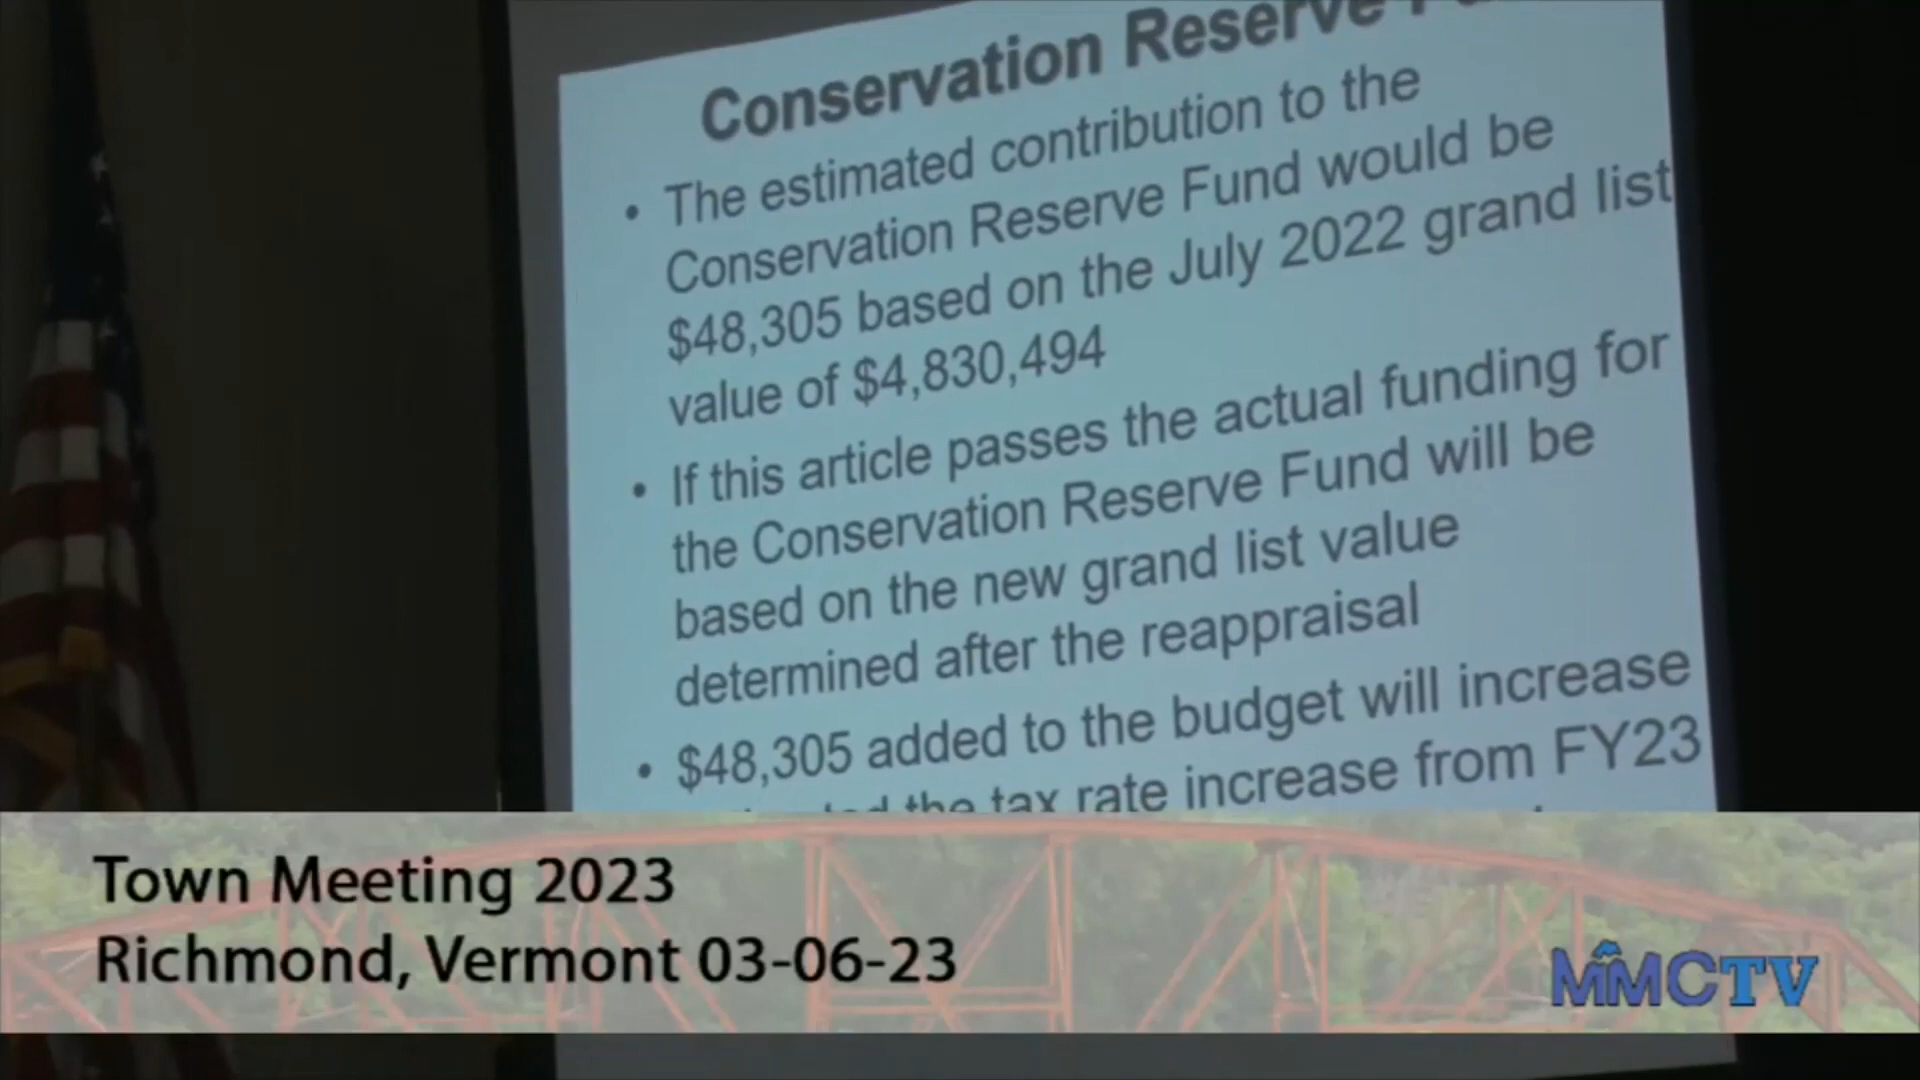 Conservation Reserve
• The estimated contribution to the
Conservation Reserve Fund would be
$48,305 based on the July 2022 grand list
value of $4,830,494
• If this article passes the actual funding for
the Conservation Reserve Fund will be
based on the new grand list value
determined after the reappraisal
• $48,305 added to the budget will increase
the tax rate increase from FY23
Town Meeting 2023
Richmond, Vermont 03-06-23
MMCTV